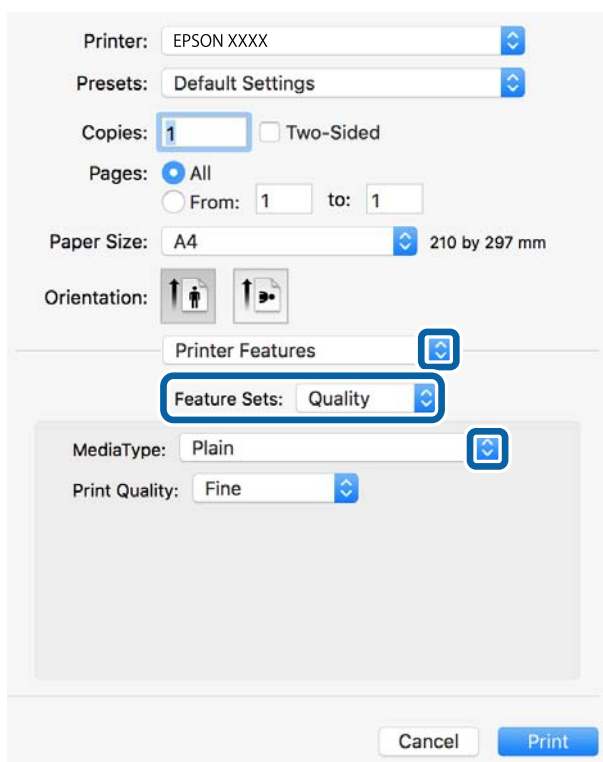 Printer: EPSON XXXX
Presets: Default Settings
Copies: 1 Two-Sided
Pages: All
From: 1 to: 1
Paper Size: A4 210 by 297 mm
Orientation:
Printer Features
Feature Sets: Quality
MediaType: Plain
Print Quality: Fine
Cancel Print